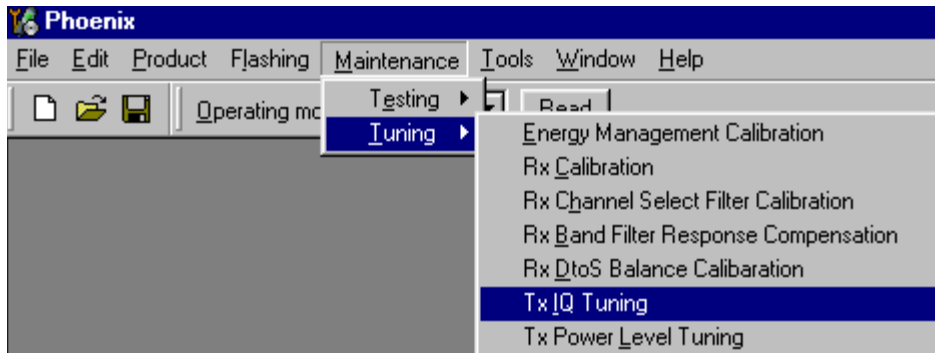 Phoenix
File Edit Product Flashing Maintenance Tools Window Help
Operating mo
Read
Testing
Tuning
Energy Management Calibration
Rx Calibration
Rx Channel Select Filter Calibration
Rx Band Filter Response Compensation
Rx DtoS Balance Calibaration
Tx IQ Tuning
Tx Power Level Tuning